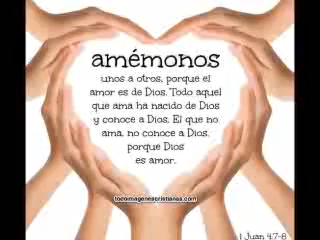 amémonos
unos a otros, porque el
amor es de Dios. Todo aquel
que ama ha nacido de Dios
y conoce a Dios. El que no
ama, no conoce a Dios,
porque Dios
es amor.
todoimagenescristianas.com
1 Juan 4:7-8